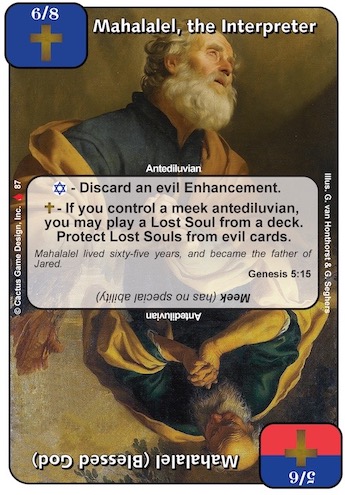 6/8
Mahalalel, the Interpreter
Antediluvian
✡ - Discard an evil Enhancement.
✝ - If you control a meek antediluvian,
you may play a Lost Soul from a deck.
Protect Lost Souls from evil cards.
Mahalalel lived sixty-five years, and became the father of
Jared.
Genesis 5:15
Meek (has no special ability)
Antediluvian
Mahalalel (Blessed God)
5/6
© Cactus Game Design, Inc.
87
Illus. G. van Honthorst & G. Seghers